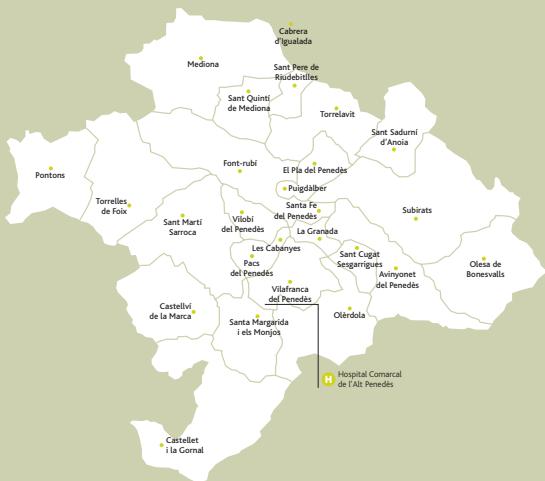 Cabrera
d'Igualada
Mediona
Sant Pere de
Riudebitlles
Sant Quintí
de Mediona
Torrelavit
Sant Sadurní
d'Anoia
Font-rubí
El Pla del Penedès
Pontons
Puigdàlber
Torrelles
de Foix
Santa Fe
del Penedès
Subirats
Sant Martí
Sarroca
Vilobí
del Penedès
La Granada
Les Cabanyes
Sant Cugat
Sesgarrigues
Pacs
del Penedès
Olesa de
Bonesvalls
Avinyonet
del Penedès
Vilafranca
del Penedès
Castellví
de la Marca
Olèrdola
Santa Margarida
i els Monjos
H
Hospital Comarcal
de l'Alt Penedès
Castellet
i la Gornal